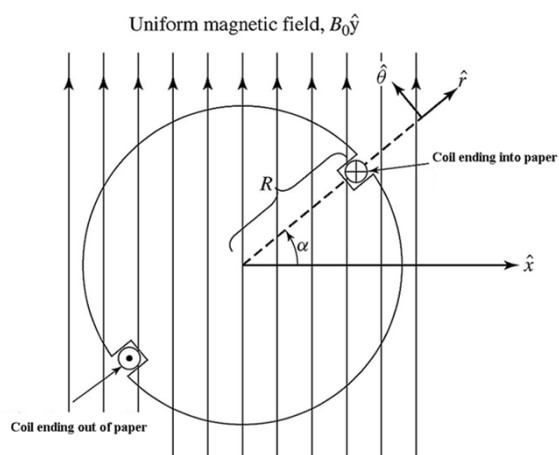 Uniform magnetic field, B₀ŷ
θ̂
r̂
Coil ending into paper
R
α
x̂
Coil ending out of paper